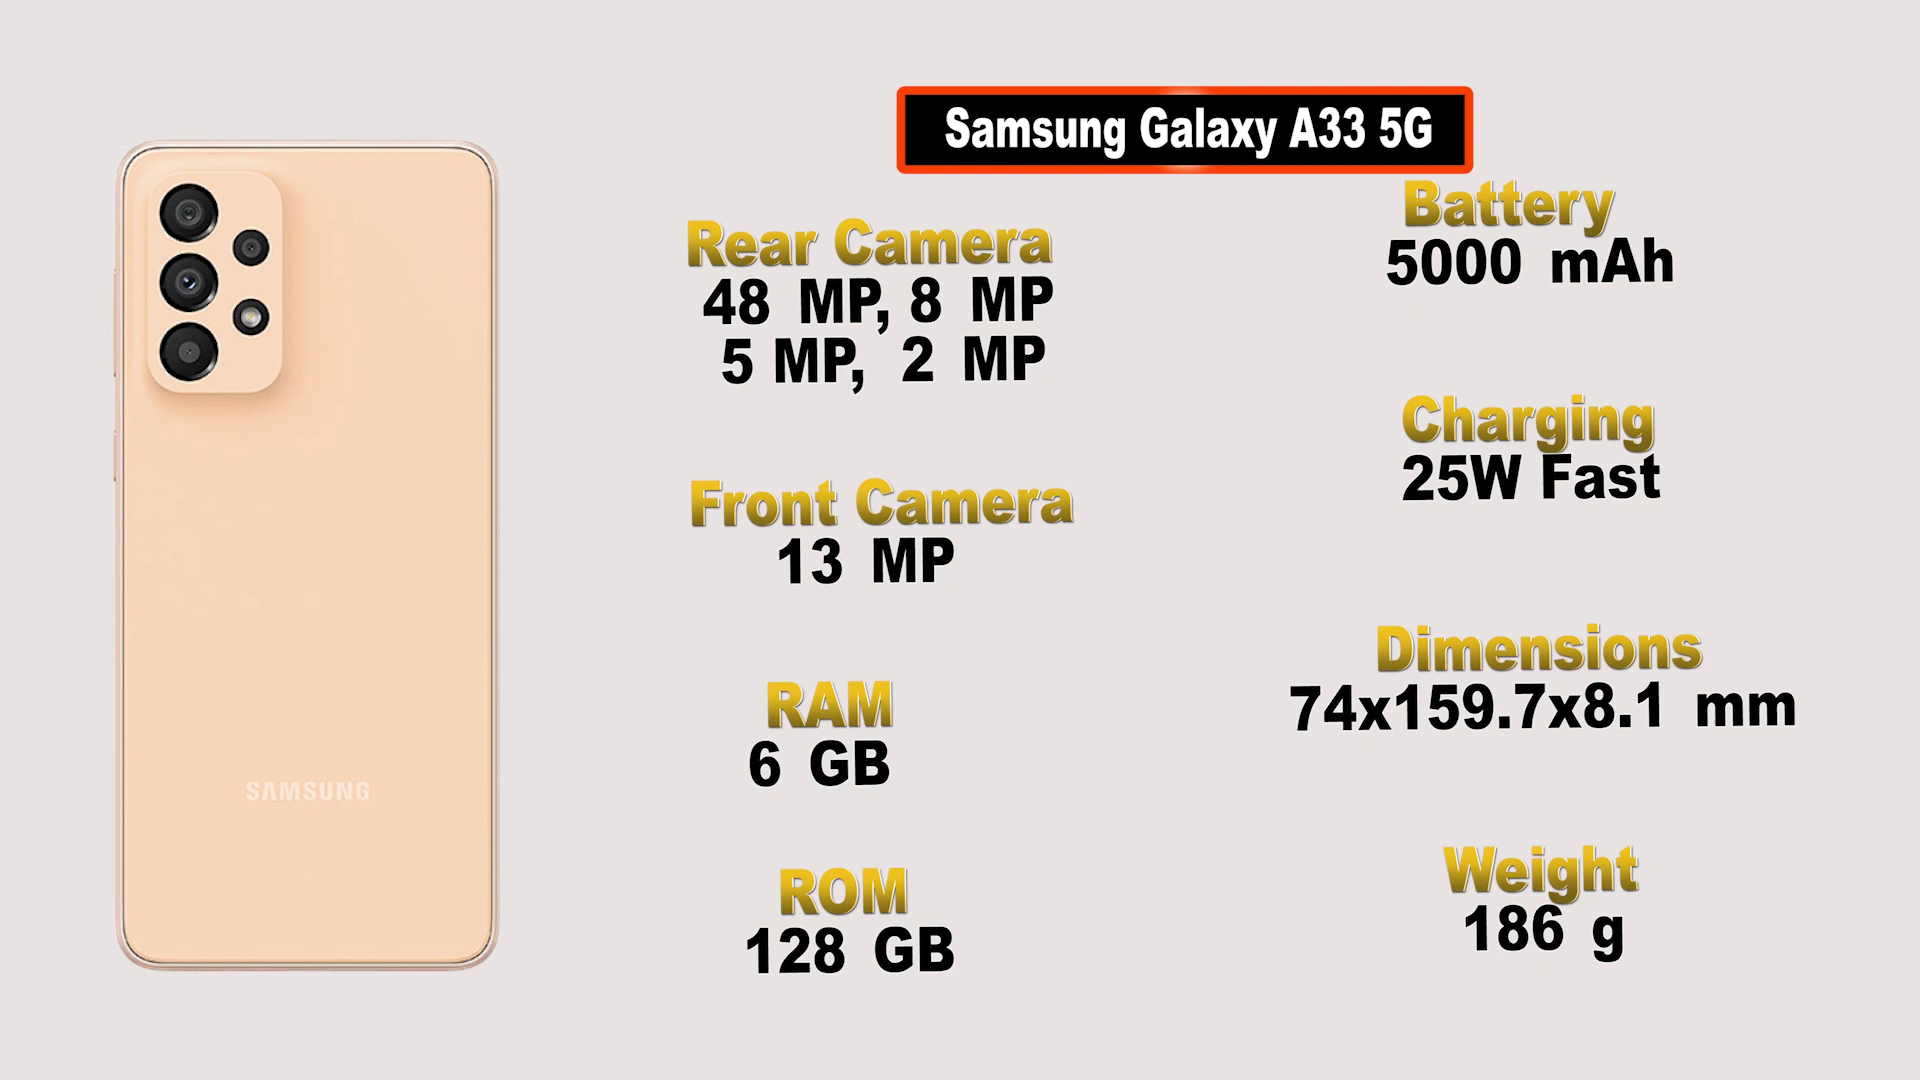 Samsung Galaxy A33 5G
Rear Camera
48 MP, 8 MP
5 MP, 2 MP
Front Camera
13 MP
RAM
6 GB
ROM
128 GB
Battery
5000 mAh
Charging
25W Fast
Dimensions
74x159.7x8.1 mm
Weight
186 g
SAMSUNG